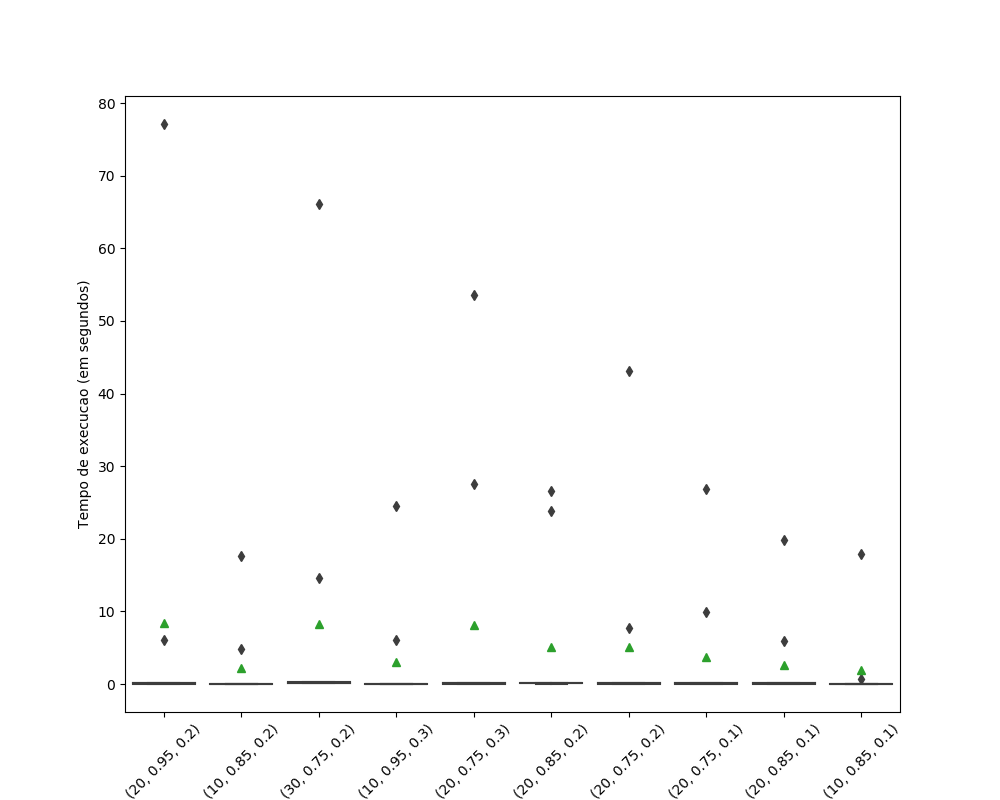 80
70
60
50
40
30
20
10
0
Tempo de execucao (em segundos)
(20, 0.95, 0.2)
(10, 0.85, 0.2)
(30, 0.75, 0.2)
(10, 0.95, 0.3)
(20, 0.75, 0.3)
(20, 0.85, 0.2)
(20, 0.75, 0.2)
(20, 0.75, 0.1)
(20, 0.85, 0.1)
(10, 0.85, 0.1)